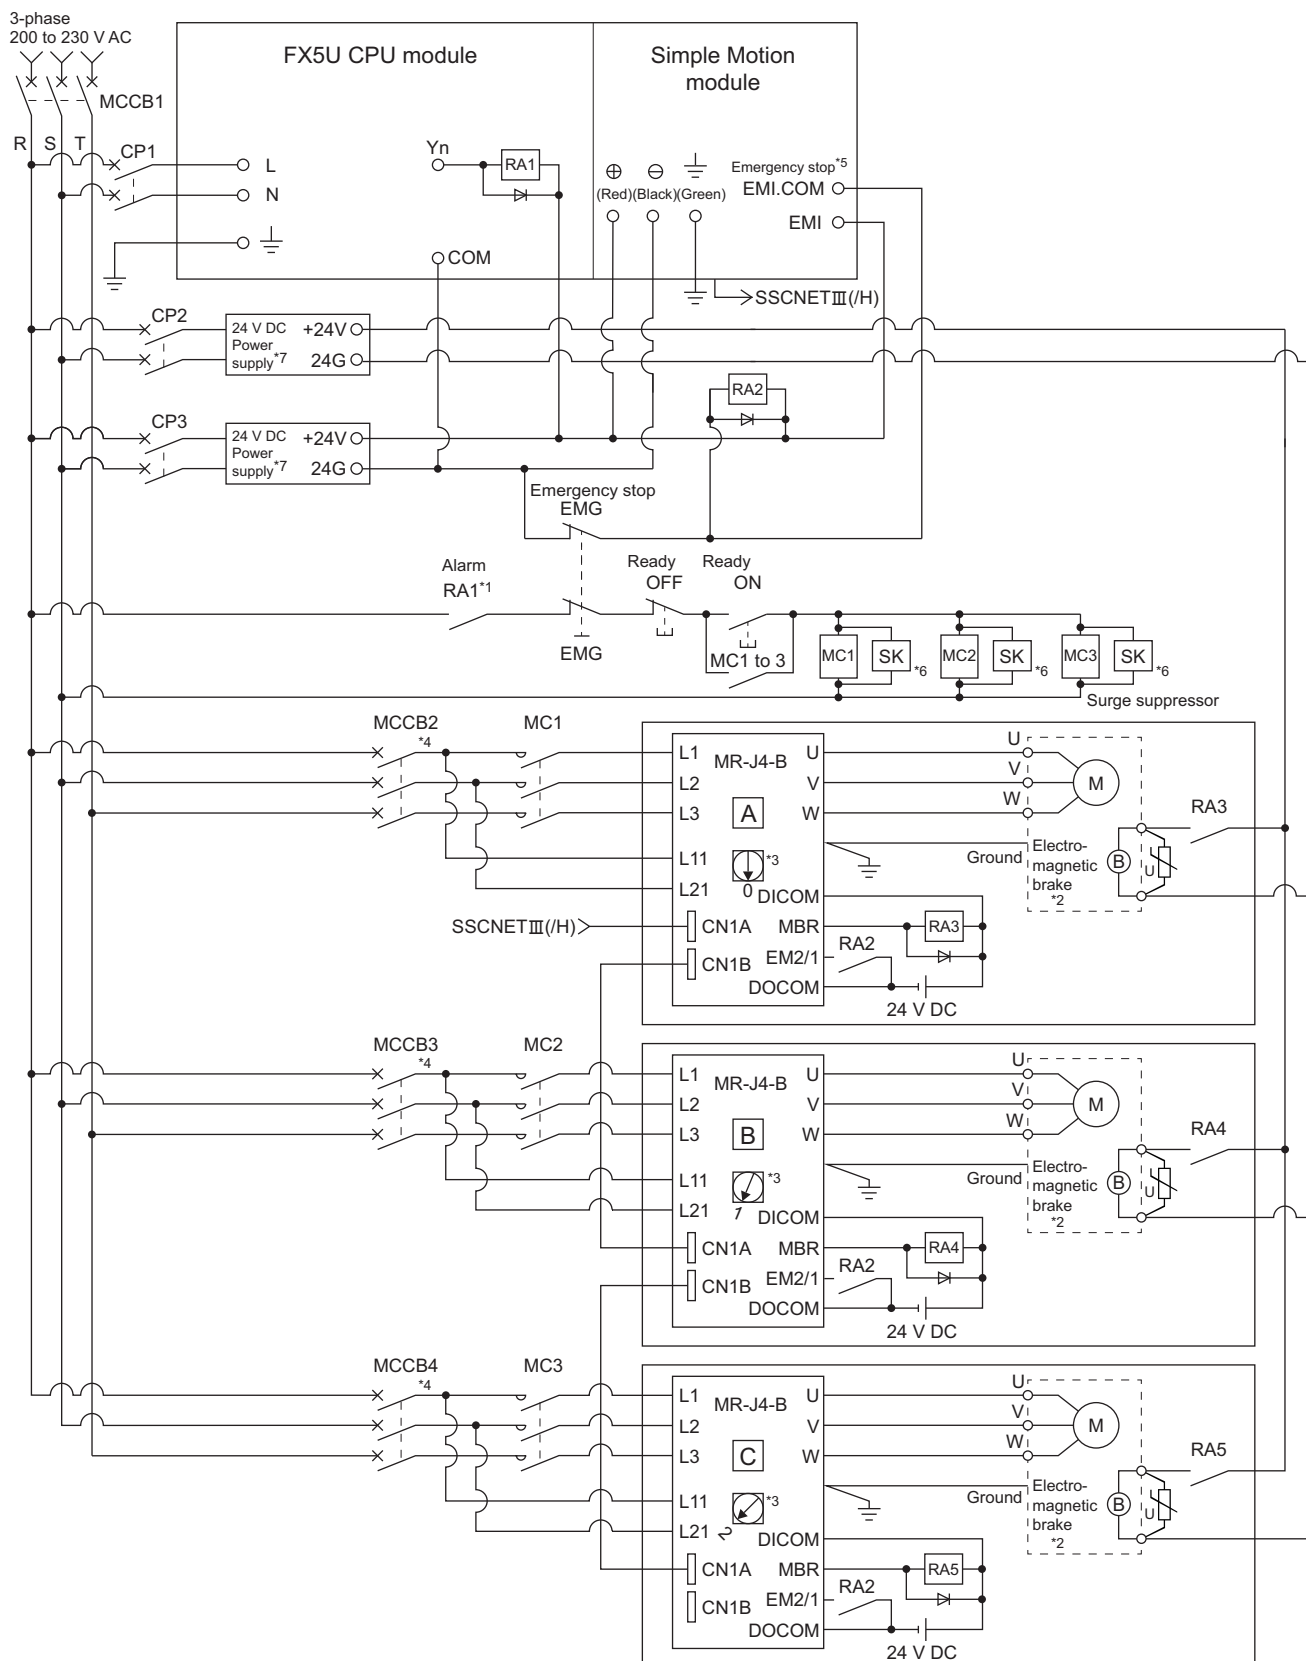 3-phase
200 to 230 V AC
MCCB1
R S T
FX5U CPU module
Simple Motion
module
CP1
L
N
Yn
RA1
COM
⊕ ⊖
(Red) (Black) (Green)
Emergency stop*5
EMI.COM
EMI
SSCNETⅢ(/H)
CP2
24 V DC
Power
supply*7
+24V
24G
RA2
CP3
24 V DC
Power
supply*7
+24V
24G
Emergency stop
EMG
Alarm
RA1*1
EMG
Ready
OFF
Ready
ON
MC1 to 3
MC1
SK
*6
MC2
SK
*6
MC3
SK
*6
Surge suppressor
MCCB2
*4
MC1
L1
L2
L3
L11
L21
CN1A
CN1B
MR-J4-B
A
*3
0
U
V
W
DICOM
MBR
EM2/1
DOCOM
SSCNETⅢ(/H)
U
V
W
M
Ground
Electro-
magnetic
brake
*2
B
U
RA3
RA3
RA2
24 V DC
MCCB3
*4
MC2
L1
L2
L3
L11
L21
CN1A
CN1B
MR-J4-B
B
*3
1
U
V
W
DICOM
MBR
EM2/1
DOCOM
U
V
W
M
Ground
Electro-
magnetic
brake
*2
B
U
RA4
RA4
RA2
24 V DC
MCCB4
*4
MC3
L1
L2
L3
L11
L21
CN1A
CN1B
MR-J4-B
C
*3
2
U
V
W
DICOM
MBR
EM2/1
DOCOM
U
V
W
M
Ground
Electro-
magnetic
brake
*2
B
U
RA5
RA5
RA2
24 V DC